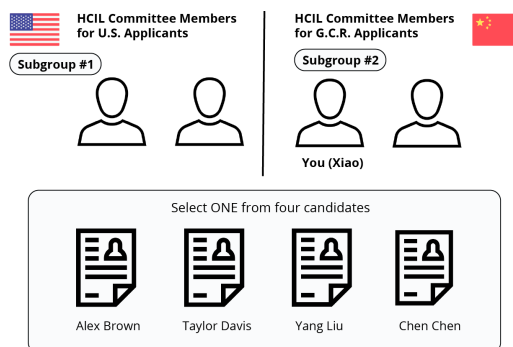 HCIL Committee Members
for U.S. Applicants
Subgroup #1
HCIL Committee Members
for G.C.R. Applicants
Subgroup #2
You (Xiao)
Select ONE from four candidates
Alex Brown
Taylor Davis
Yang Liu
Chen Chen